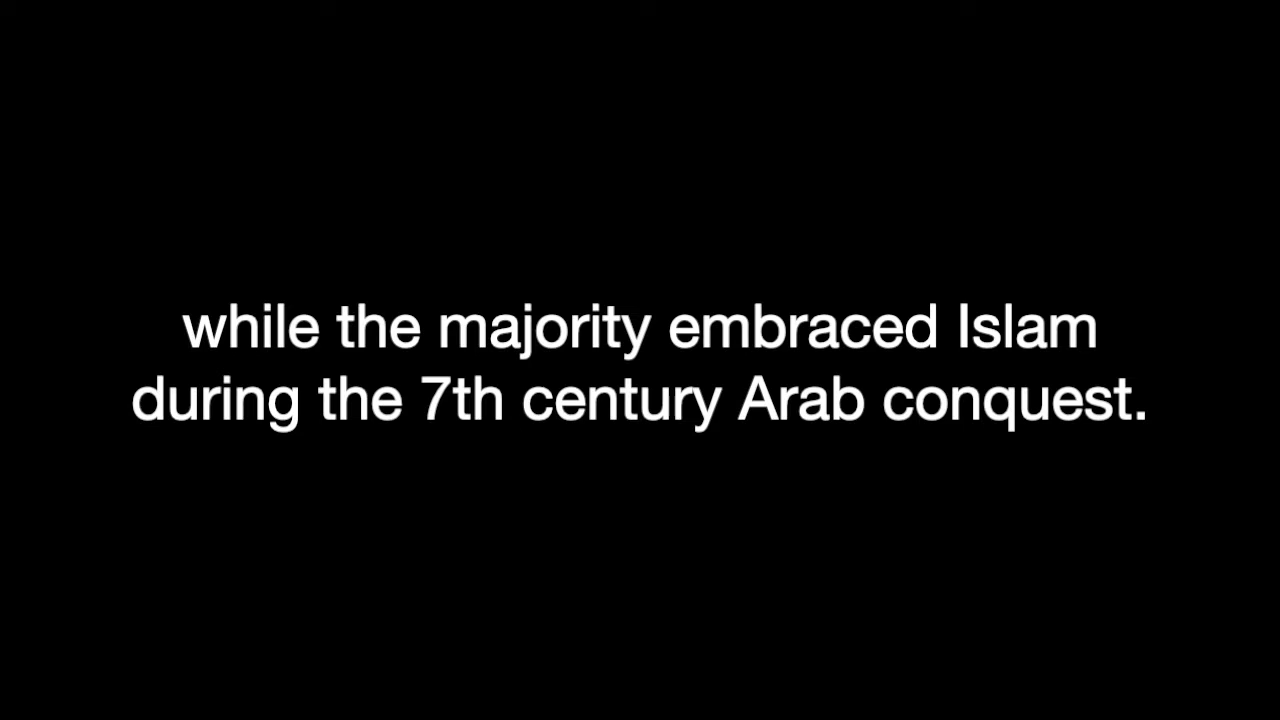 while the majority embraced Islam
during the 7th century Arab conquest.